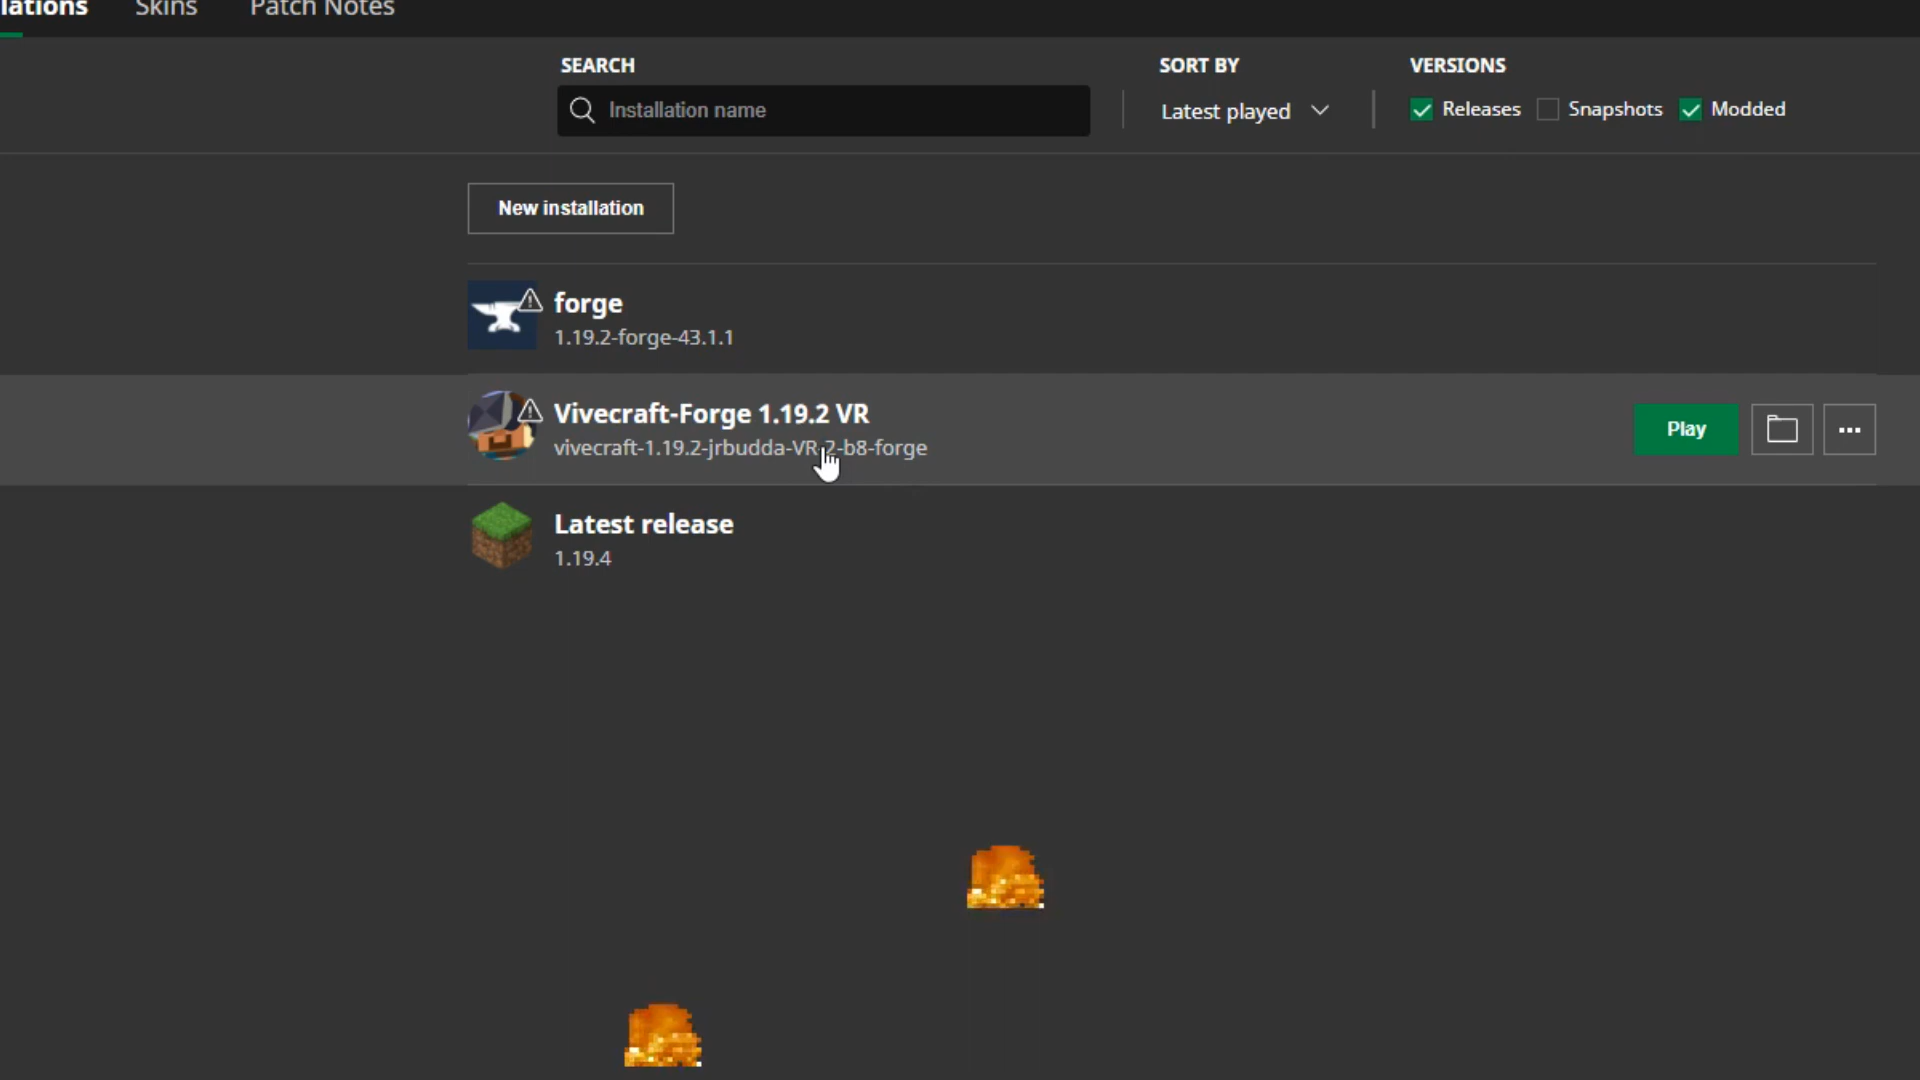 lations Skins Patch Notes
SEARCH
Installation name
SORT BY
Latest played
VERSIONS
Releases Snapshots Modded
New installation
forge
1.19.2-forge-43.1.1
Vivecraft-Forge 1.19.2 VR
vivecraft-1.19.2-jrbudda-VR-2-b8-forge
Play
Latest release
1.19.4